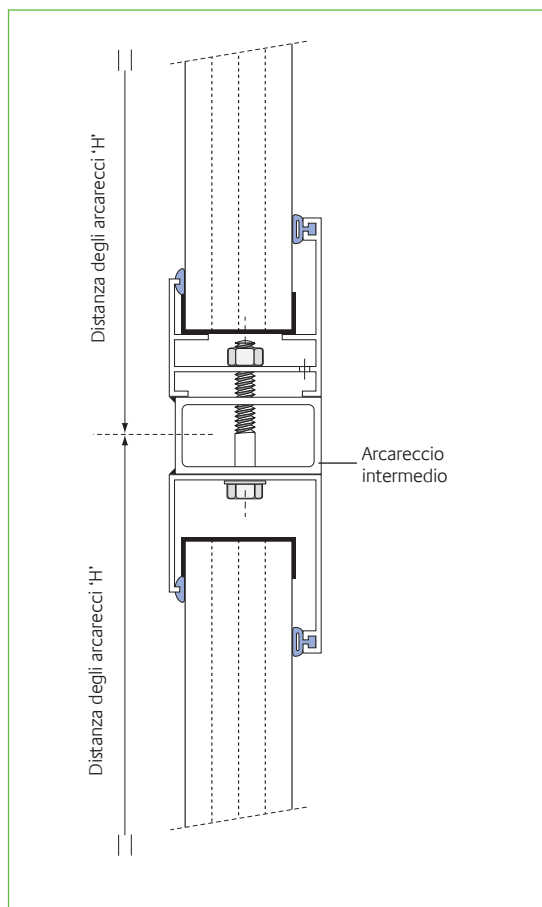 Distanza degli arcarecci ‘H’
Arcareccio
intermedio
Distanza degli arcarecci ‘H’